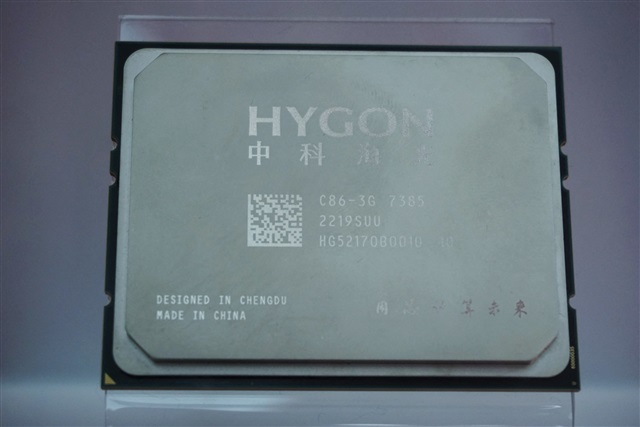 HYGON
中科海光
C86-3G 7385
2219SUU
DESIGNED IN CHENGDU
MADE IN CHINA